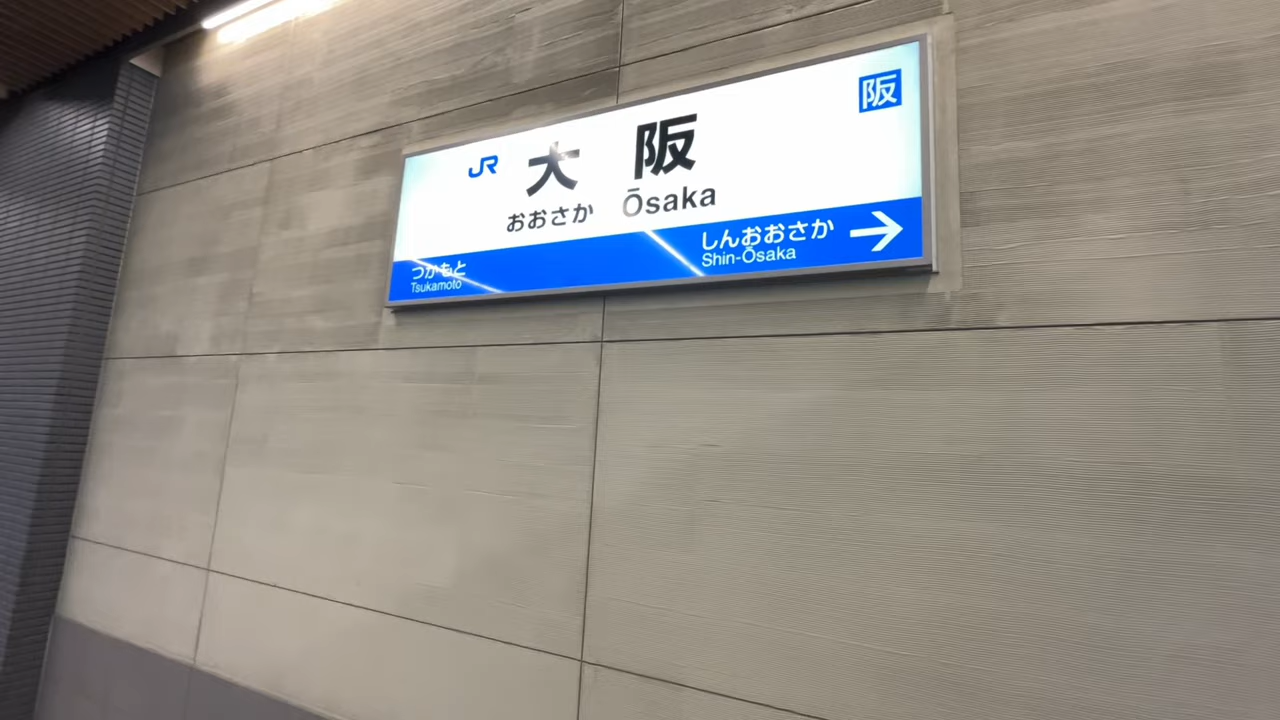 阪
JR 大阪
おおさか Ōsaka
つかもと
Tsukamoto
しんおおさか →
Shin-Ōsaka